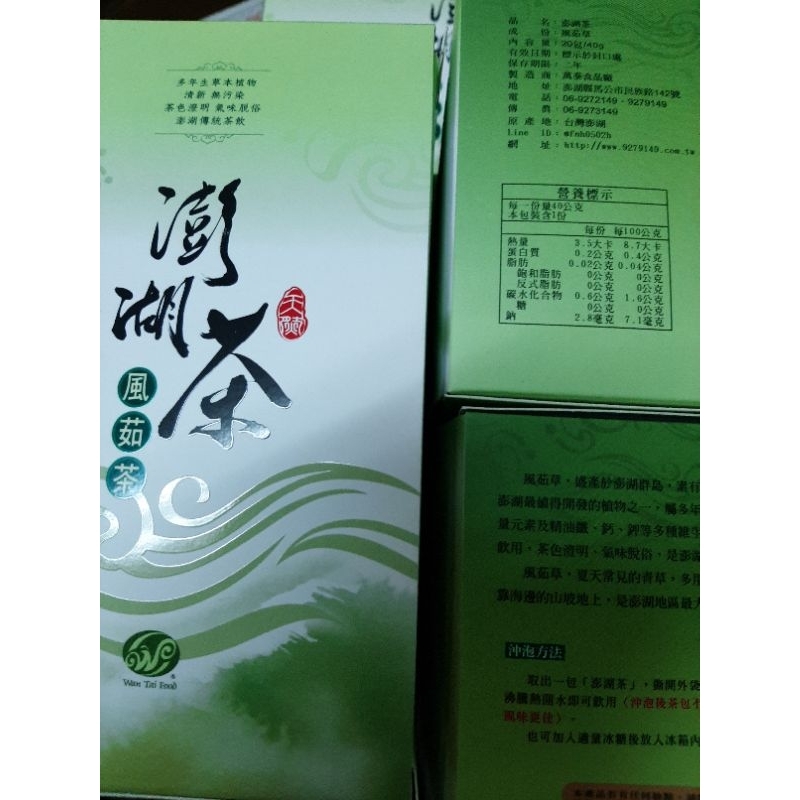 多年生草本植物
清新 無污染
茶色澄明 氣味脫俗
澎湖傳統茶飲
澎湖茶
天賦
風茹茶
Wan Tai Food
品名：澎湖茶
成份：風茹草
內容量：20包/40g
有效日期：標示於封口處
保存期限：二年
製造商：萬泰食品廠
地址：澎湖縣馬公市民族路142號
電話：06-9272149・9279149
傳真：06-9273149
原產地：台灣澎湖
Line ID：@fmh0502h
網址：http://www.9279149.com.tw
營養標示
每一份量40公克
本包裝含1份
每份 每100公克
熱量 3.5大卡 8.7大卡
蛋白質 0.2公克 0.4公克
脂肪 0.02公克 0.04公克
飽和脂肪 0公克 0公克
反式脂肪 0公克 0公克
碳水化合物 0.6公克 1.6公克
糖 0公克 0公克
鈉 2.8毫克 7.1毫克
風茹草，盛產於澎湖群島，素有
澎湖最值得開發的植物之一，屬多年
量元素及精油鐵、鈣、鉀等多種維生
飲用，茶色澄明、氣味脫俗，是澎湖
風茹草，夏天常見的青草，多
靠海邊的山坡地上，是澎湖地區最大
沖泡方法
取出一包「澎湖茶」，撕開外袋
沸騰熱開水即可飲用（沖泡後茶包不
風味更佳）。
也可加入適量冰糖後放入冰箱內